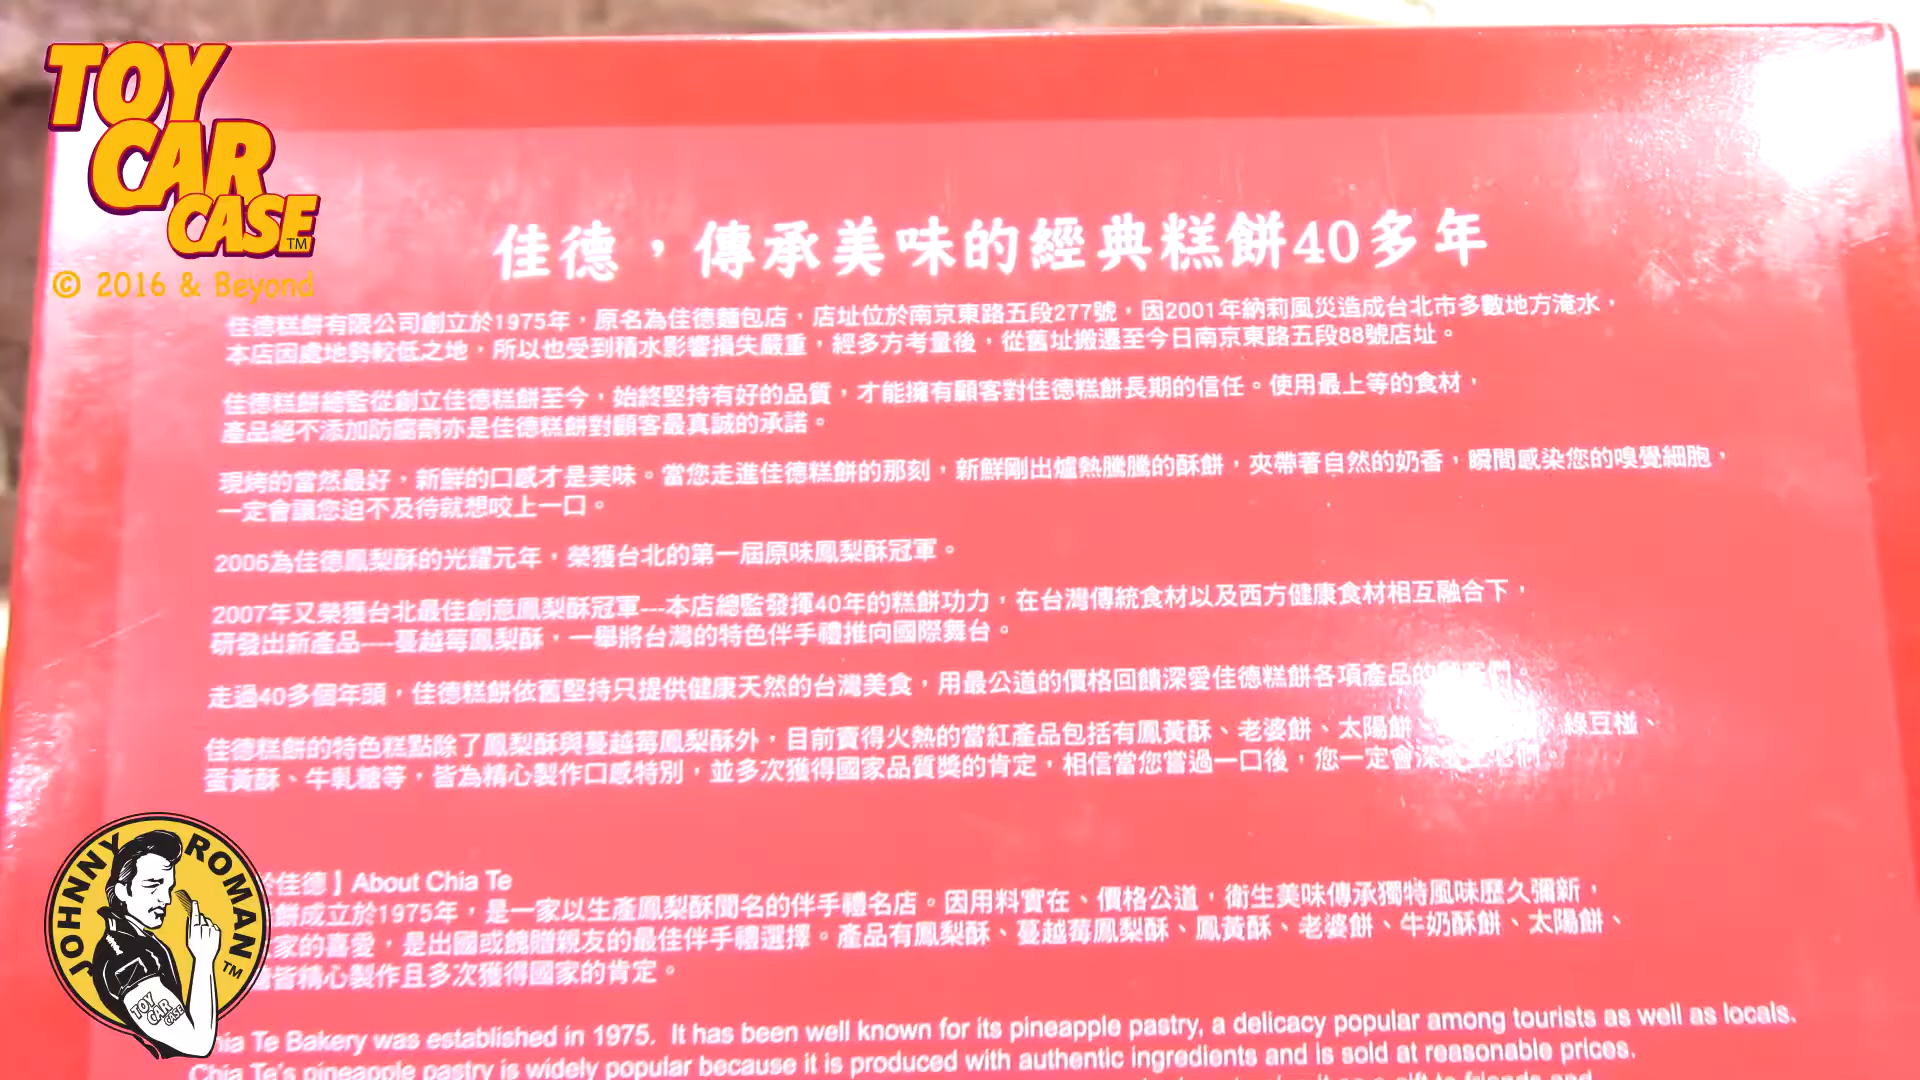 TOY
CAR
CASE TM
© 2016 & Beyond
佳德，傳承美味的經典糕餅40多年
佳德糕餅有限公司創立於1975年，原名為佳德麵包店，店址位於南京東路五段277號，因2001年納莉風災造成台北市多數地方淹水，
本店因處地勢較低之地，所以也受到積水影響損失嚴重，經多方考量後，從舊址搬遷至今日南京東路五段88號店址。
佳德糕餅總監從創立佳德糕餅至今，始終堅持有好的品質，才能擁有顧客對佳德糕餅長期的信任。使用最上等的食材，
產品絕不添加防腐劑亦是佳德糕餅對顧客最真誠的承諾。
現烤的當然最好，新鮮的口感才是美味。當您走進佳德糕餅的那刻，新鮮剛出爐熱騰騰的酥餅，夾帶著自然的奶香，瞬間感染您的嗅覺細胞，
一定會讓您迫不及待就想咬上一口。
2006為佳德鳳梨酥的光耀元年，榮獲台北的第一屆原味鳳梨酥冠軍。
2007年又榮獲台北最佳創意鳳梨酥冠軍---本店總監發揮40年的糕餅功力，在台灣傳統食材以及西方健康食材相互融合下，
研發出新產品──蔓越莓鳳梨酥，一舉將台灣的特色伴手禮推向國際舞台。
走過40多個年頭，佳德糕餅依舊堅持只提供健康天然的台灣美食，用最公道的價格回饋深愛佳德糕餅各項產品的 們。
佳德糕餅的特色糕點除了鳳梨酥與蔓越莓鳳梨酥外，目前賣得火熱的當紅產品包括有鳳黃酥、老婆餅、太陽餅 綠豆椪、
蛋黃酥、牛軋糖等，皆為精心製作口感特別，並多次獲得國家品質獎的肯定，相信當您嘗過一口後，您一定會深 們。
於佳德】About Chia Te
餅成立於1975年，是一家以生產鳳梨酥聞名的伴手禮名店。因用料實在、價格公道，衛生美味傳承獨特風味歷久彌新，
家的喜愛，是出國或餽贈親友的最佳伴手禮選擇。產品有鳳梨酥、蔓越莓鳳梨酥、鳳黃酥、老婆餅、牛奶酥餅、太陽餅、
皆精心製作且多次獲得國家的肯定。
hia Te Bakery was established in 1975. It has been well known for its pineapple pastry, a delicacy popular among tourists as well as locals.
Chia Te's pineapple pastry is widely popular because it is produced with authentic ingredients and is sold at reasonable prices.
JOHNNY ROMAN TM
TOY
CAR
CASE